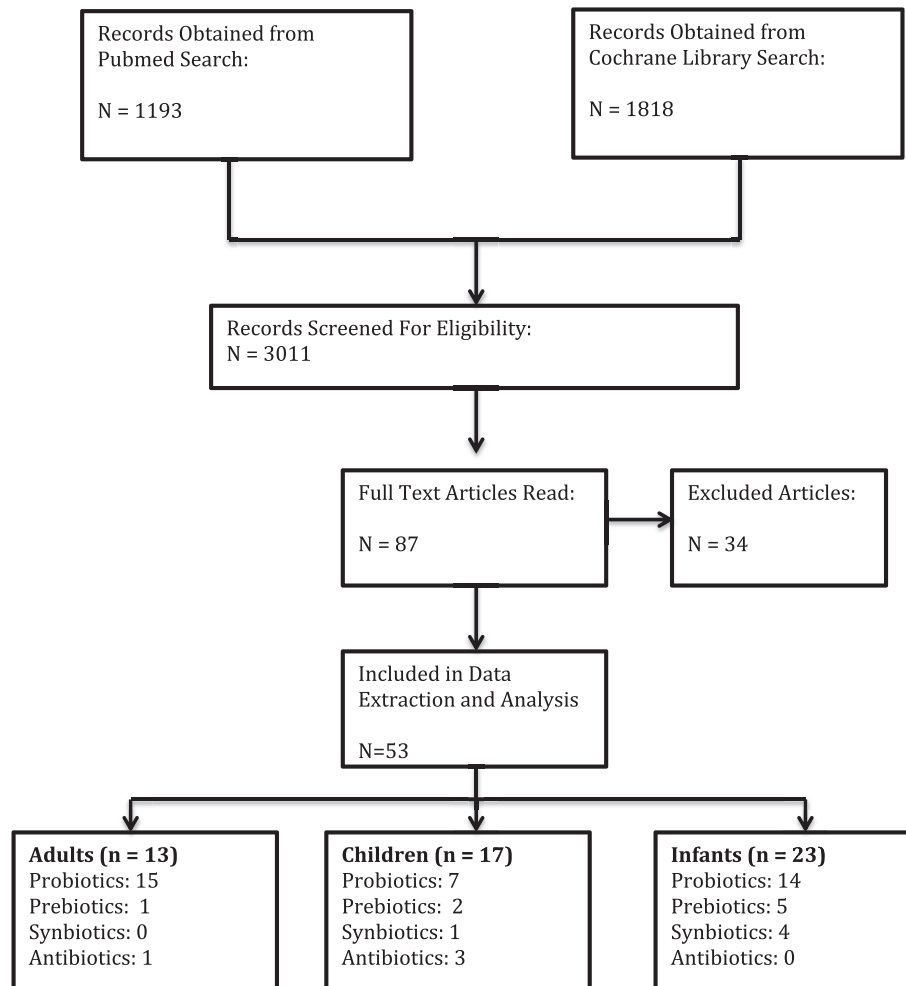 Records Obtained from
Pubmed Search:
N = 1193
Records Obtained from
Cochrane Library Search:
N = 1818
Records Screened For Eligibility:
N = 3011
Full Text Articles Read:
N = 87
Excluded Articles:
N = 34
Included in Data
Extraction and Analysis
N=53
Adults (n = 13)
Probiotics: 15
Prebiotics: 1
Synbiotics: 0
Antibiotics: 1
Children (n = 17)
Probiotics: 7
Prebiotics: 2
Synbiotics: 1
Antibiotics: 3
Infants (n = 23)
Probiotics: 14
Prebiotics: 5
Synbiotics: 4
Antibiotics: 0